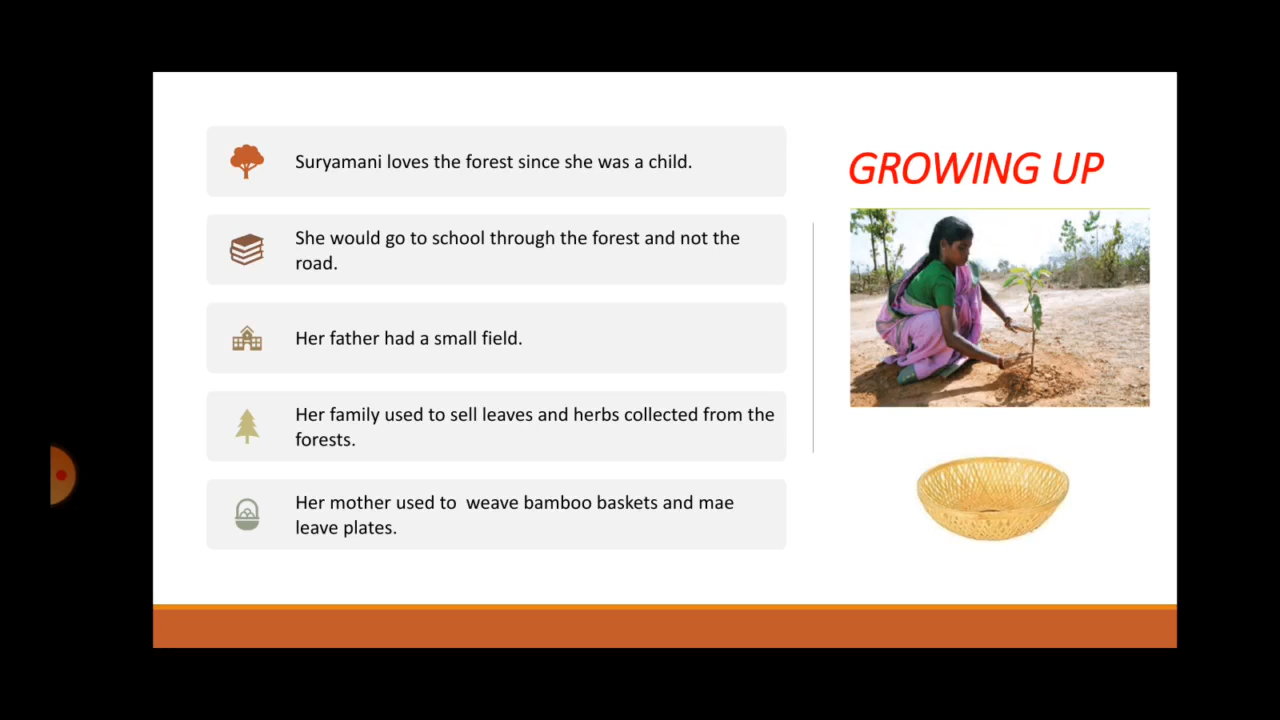 Suryamani loves the forest since she was a child.
She would go to school through the forest and not the
road.
Her father had a small field.
Her family used to sell leaves and herbs collected from the
forests.
Her mother used to  weave bamboo baskets and mae
leave plates.
GROWING UP